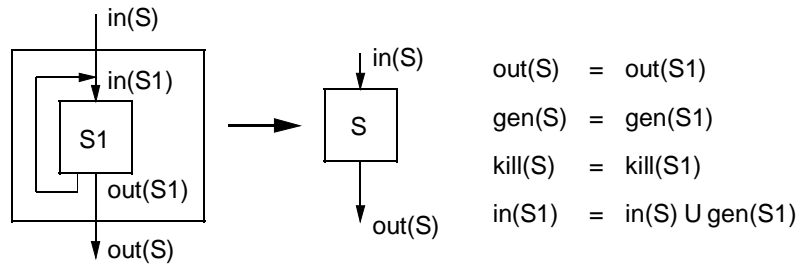 in(S)
in(S1)
S1
out(S1)
out(S)
in(S)
S
out(S)
out(S) = out(S1)
gen(S) = gen(S1)
kill(S) = kill(S1)
in(S1) = in(S) U gen(S1)